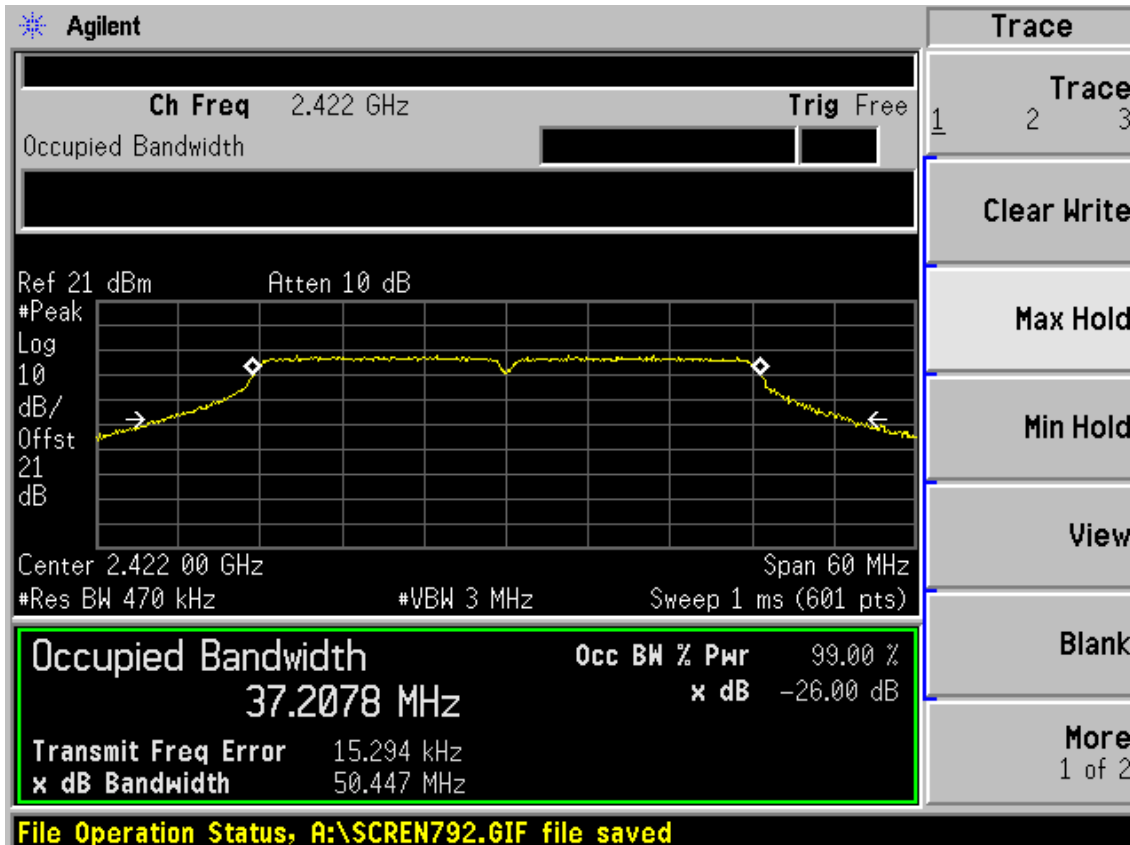 Agilent
Trace
Ch Freq 2.422 GHz Trig Free
Occupied Bandwidth
Trace
1 2 3
Clear Write
Max Hold
Min Hold
View
Blank
More
1 of 2
Ref 21 dBm Atten 10 dB
#Peak
Log
10
dB/
Offst
21
dB
Center 2.422 00 GHz Span 60 MHz
#Res BW 470 kHz #VBW 3 MHz Sweep 1 ms (601 pts)
Occupied Bandwidth Occ BW % Pwr 99.00 %
37.2078 MHz x dB -26.00 dB
Transmit Freq Error 15.294 kHz
x dB Bandwidth 50.447 MHz
File Operation Status, A:\SCREN792.GIF file saved